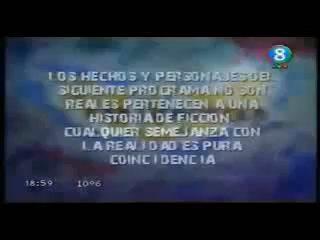 8
LOS HECHOS Y PERSONAJES DEL
SIGUIENTE PROGRAMA NO SON
REALES PERTENECEN A UNA
HISTORIA DE FICCION.
CUALQUIER SEMEJANZA CON
LA REALIDAD ES PURA
COINCIDENCIA
18:59 10º6